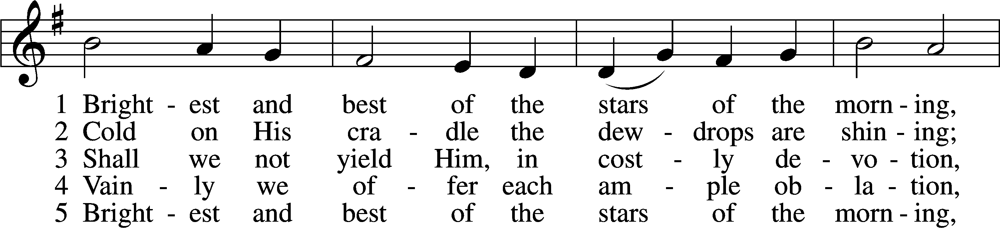 1 Bright - est and best of the stars of the morn - ing,
2 Cold on His cra - dle the dew - drops are shin - ing;
3 Shall we not yield Him, in cost - ly de - vo - tion,
4 Vain - ly we of - fer each am - ple ob - la - tion,
5 Bright - est and best of the stars of the morn - ing,